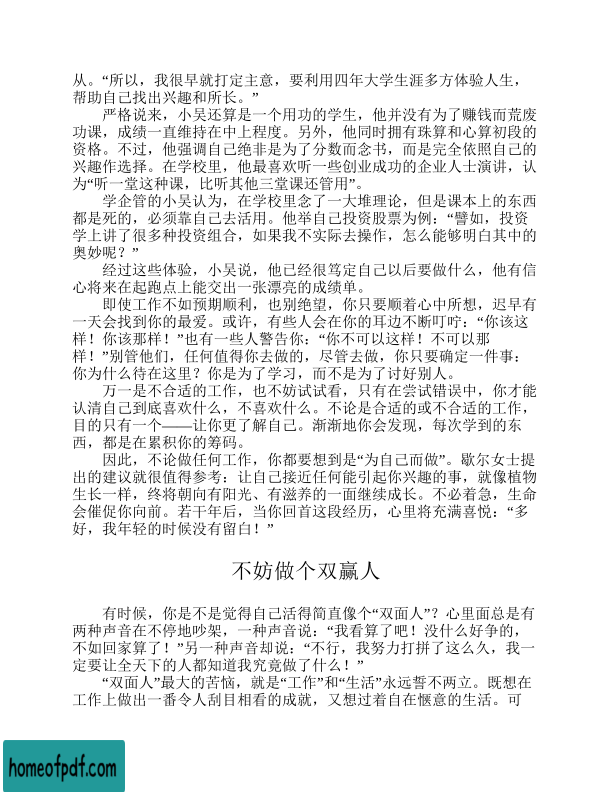 从。“所以，我很早就打定主意，要利用四年大学生涯多方体验人生，
帮助自己找出兴趣和所长。”
严格说来，小吴还算是一个用功的学生，他并没有为了赚钱而荒废
功课，成绩一直维持在中上程度。另外，他同时拥有珠算和心算初段的
资格。不过，他强调自己绝非是为了分数而念书，而是完全依照自己的
兴趣作选择。在学校里，他最喜欢听一些创业成功的企业人士演讲，认
为“听一堂这种课，比听其他三堂课还管用”。
学企管的小吴认为，在学校里念了一大堆理论，但是课本上的东西
都是死的，必须靠自己去活用。他举自己投资股票为例：“譬如，投资
学上讲了很多种投资组合，如果我不实际去操作，怎么能够明白其中的
奥妙呢？”
经过这些体验，小吴说，他已经很笃定自己以后要做什么，他有信
心将来在起跑点上能交出一张漂亮的成绩单。
即使工作不如预期顺利，也别绝望，你只要顺着心中所想，迟早有
一天会找到你的最爱。或许，有些人会在你的耳边不断叮咛：“你该这
样！你该那样！”也有一些人警告你：“你不可以这样！不可以那
样！”别管他们，任何值得你去做的，尽管去做，你只要确定一件事：
你为什么待在这里？你是为了学习，而不是为了讨好别人。
万一是不合适的工作，也不妨试试看，只有在尝试错误中，你才能
认清自己到底喜欢什么，不喜欢什么。不论是合适的或不合适的工作，
目的只有一个——让你更了解自己。渐渐地你会发现，每次学到的东
西，都是在累积你的筹码。
因此，不论做任何工作，你都要想到是“为自己而做”。歇尔女士提
出的建议就很值得参考：让自己接近任何能引起你兴趣的事，就像植物
生长一样，终将朝向有阳光、有滋养的一面继续成长。不必着急，生命
会催促你向前。若干年后，当你回首这段经历，心里将充满喜悦：“多
好，我年轻的时候没有留白！”
不妨做个双赢人
有时候，你是不是觉得自己活得简直像个“双面人”？心里面总是有
两种声音在不停地吵架，一种声音说：“我看算了吧！没什么好争的，
不如回家算了！”另一种声音却说：“不行，我努力打拼了这么久，我一
定要让全天下的人都知道我究竟做了什么！”
“双面人”最大的苦恼，就是“工作”和“生活”永远誓不两立。既想在
工作上做出一番令人刮目相看的成就，又想过着自在惬意的生活。可
homeofpdf.com